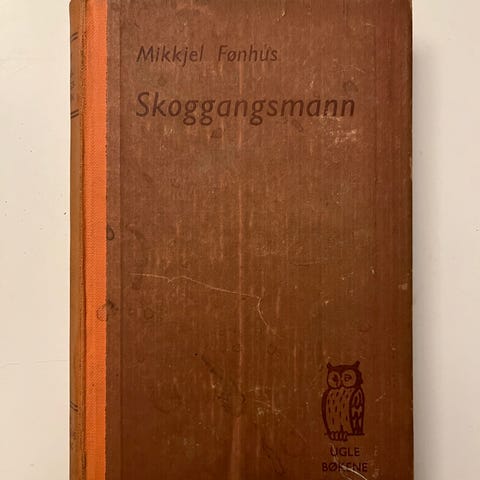 Mikkjel Fønhus
Skoggangsmann
UGLE
BØKENE